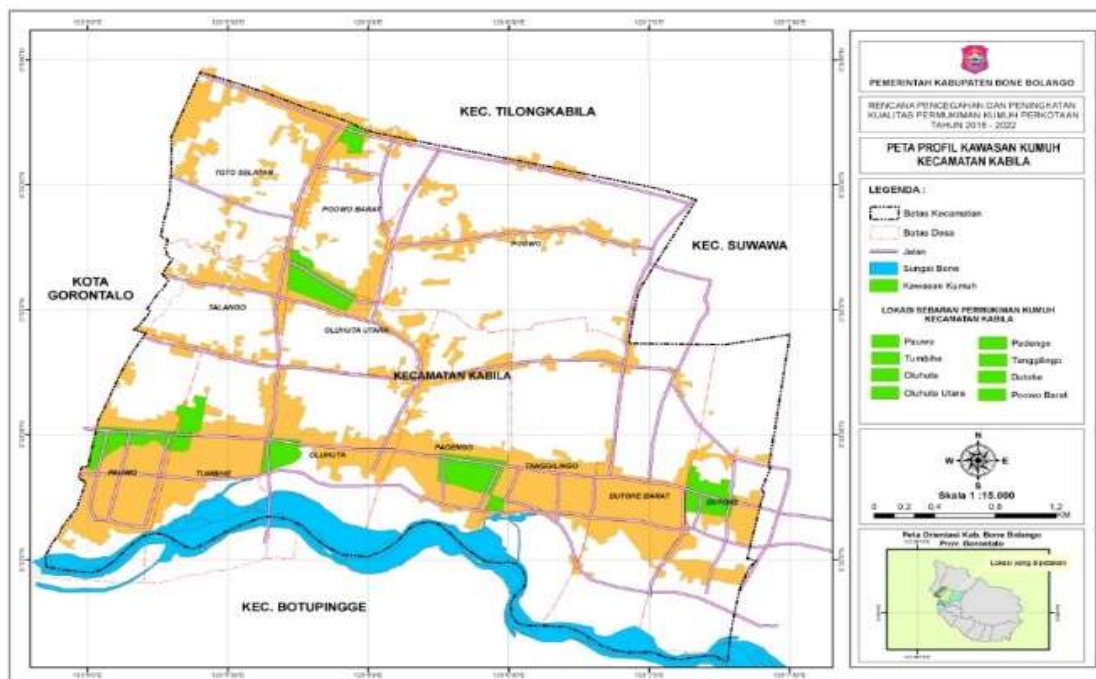 KEC. TILONGKABILA
TOTO SELATAN
POOWO BARAT
POOWO
KEC. SUWAWA
KOTA
GORONTALO
TALANGO
OLUHUTA UTARA
KECAMATAN KABILA
PADENGO
OLUHUTA
TANGGILINGO
PAUWO
TUMBIHE
DUTOHE BARAT
DUTOHE
KEC. BOTUPINGGE
PEMERINTAH KABUPATEN BONE BOLANGO
RENCANA PENCEGAHAN DAN PENINGKATAN
KUALITAS PERMUKIMAN KUMUH PERKOTAAN
TAHUN 2018 - 2022
PETA PROFIL KAWASAN KUMUH
KECAMATAN KABILA
LEGENDA :
Batas Kecamatan
Batas Desa
Jalan
Sungai Bone
Kawasan Kumuh
LOKASI SEBARAN PERMUKIMAN KUMUH
KECAMATAN KABILA
Pauwo
Tumbihe
Oluhuta
Oluhuta Utara
Padengo
Tanggilingo
Dutohe
Poowo Barat
N
W E
S
Skala 1 :15.000
0 0.2 0.4 0.8 1.2
KM
Peta Orientasi Kab. Bone Bolango
Prov. Gorontalo
Lokasi yang dipetakan